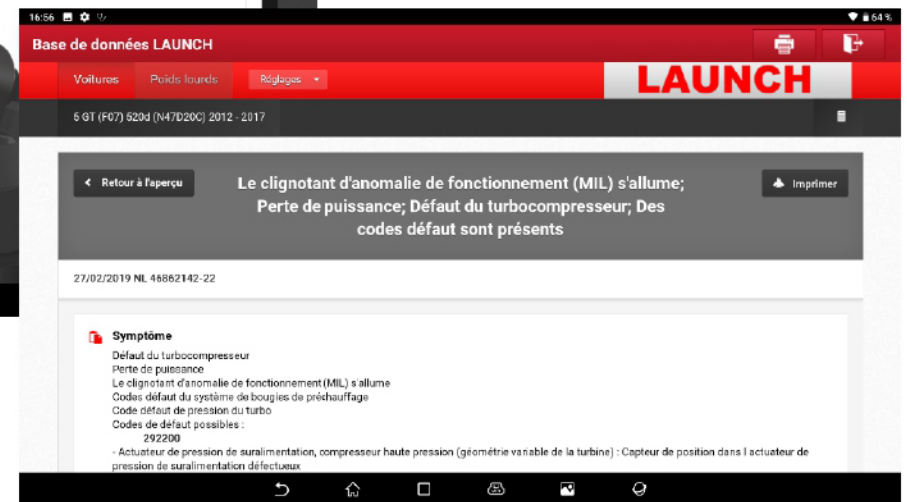 16:56
64 %
Base de données LAUNCH
Voitures Poids lourds Réglages
LAUNCH
5 GT (F07) 520d (N47D20C) 2012 - 2017
Retour à l'aperçu
Le clignotant d'anomalie de fonctionnement (MIL) s'allume;
Perte de puissance; Défaut du turbocompresseur; Des
codes défaut sont présents
Imprimer
27/02/2019 NL 46862142-22
Symptôme
Défaut du turbocompresseur
Perte de puissance
Le clignotant d'anomalie de fonctionnement (MIL) s'allume
Codes défaut du système de bougies de préchauffage
Code défaut de pression du turbo
Codes de défaut possibles :
292200
- Actuateur de pression de suralimentation, compresseur haute pression (géométrie variable de la turbine) : Capteur de position dans l actuateur de
pression de suralimentation défectueux